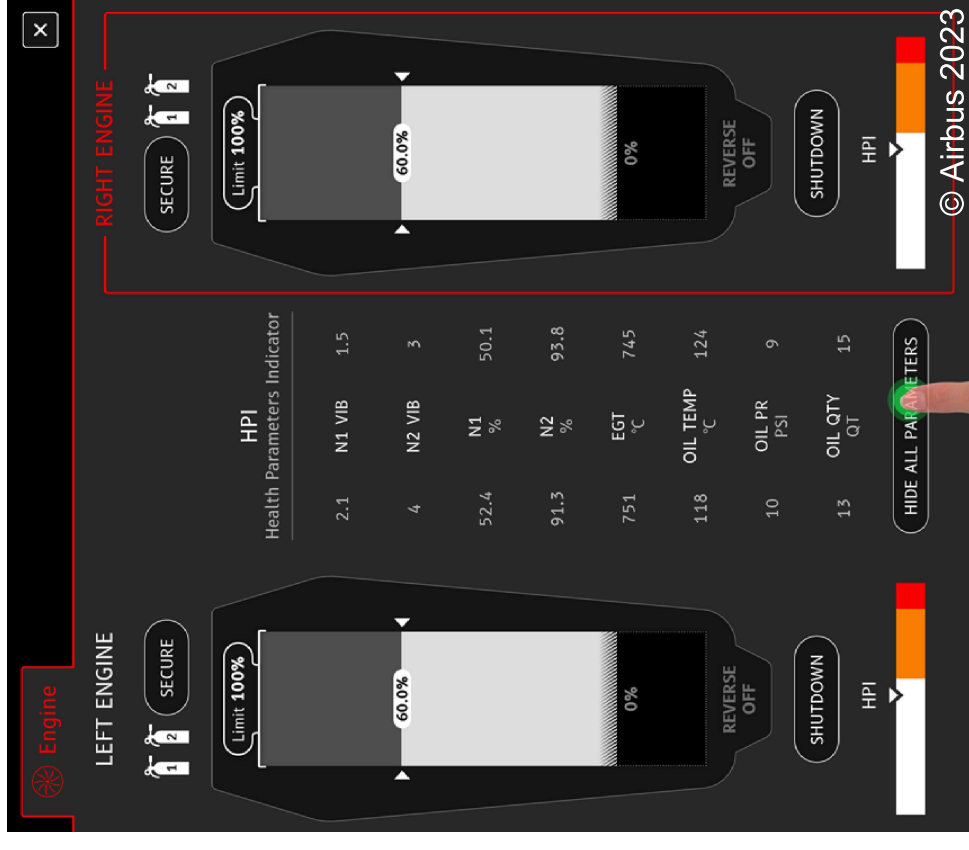 Engine
×
LEFT ENGINE
RIGHT ENGINE
1 2
SECURE
SECURE
1 2
HPI
Health Parameters Indicator
Limit 100%
Limit 100%
2.1 N1 VIB 1.5
60.0%
60.0%
4 N2 VIB 3
52.4 N1 50.1
%
91.3 N2 93.8
%
0%
0%
751 EGT 745
°C
118 OIL TEMP 124
°C
REVERSE
OFF
REVERSE
OFF
10 OIL PR 9
PSI
SHUTDOWN
SHUTDOWN
13 OIL QTY 15
QT
HPI
HPI
HIDE ALL PARAMETERS
© Airbus 2023